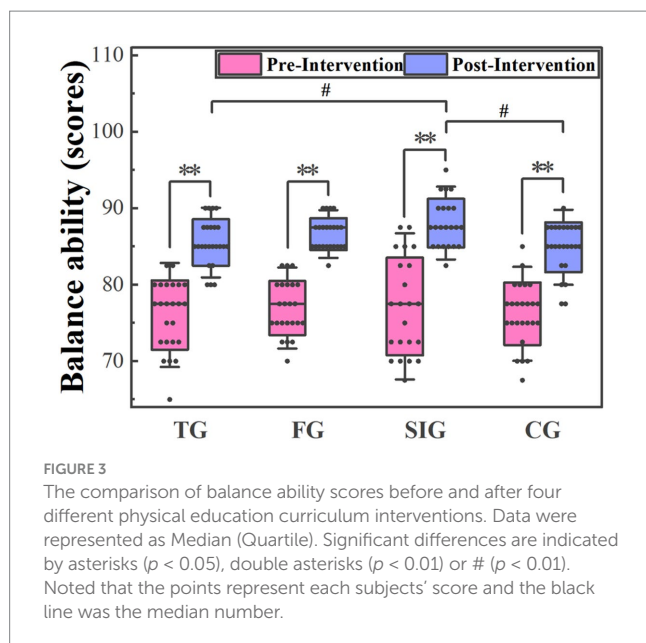 110
Pre-Intervention
Post-Intervention
#
100
#
**
**
**
**
90
80
70
Balance ability (scores)
TG
FG
SIG
CG
FIGURE 3
The comparison of balance ability scores before and after four
different physical education curriculum interventions. Data were
represented as Median (Quartile). Significant differences are indicated
by asterisks (p < 0.05), double asterisks (p < 0.01) or # (p < 0.01).
Noted that the points represent each subjects’ score and the black
line was the median number.